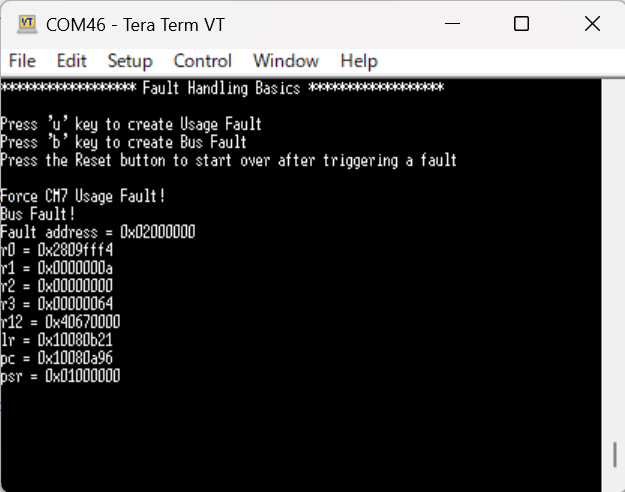 COM46 - Tera Term VT
File Edit Setup Control Window Help
****************** Fault Handling Basics ******************
Press 'u' key to create Usage Fault
Press 'b' key to create Bus Fault
Press the Reset button to start over after triggering a fault
Force CM7 Usage Fault!
Bus Fault!
Fault address = 0x02000000
r0 = 0x2809fff4
r1 = 0x0000000a
r2 = 0x00000000
r3 = 0x00000064
r12 = 0x40670000
lr = 0x10080b21
pc = 0x10080a96
psr = 0x01000000